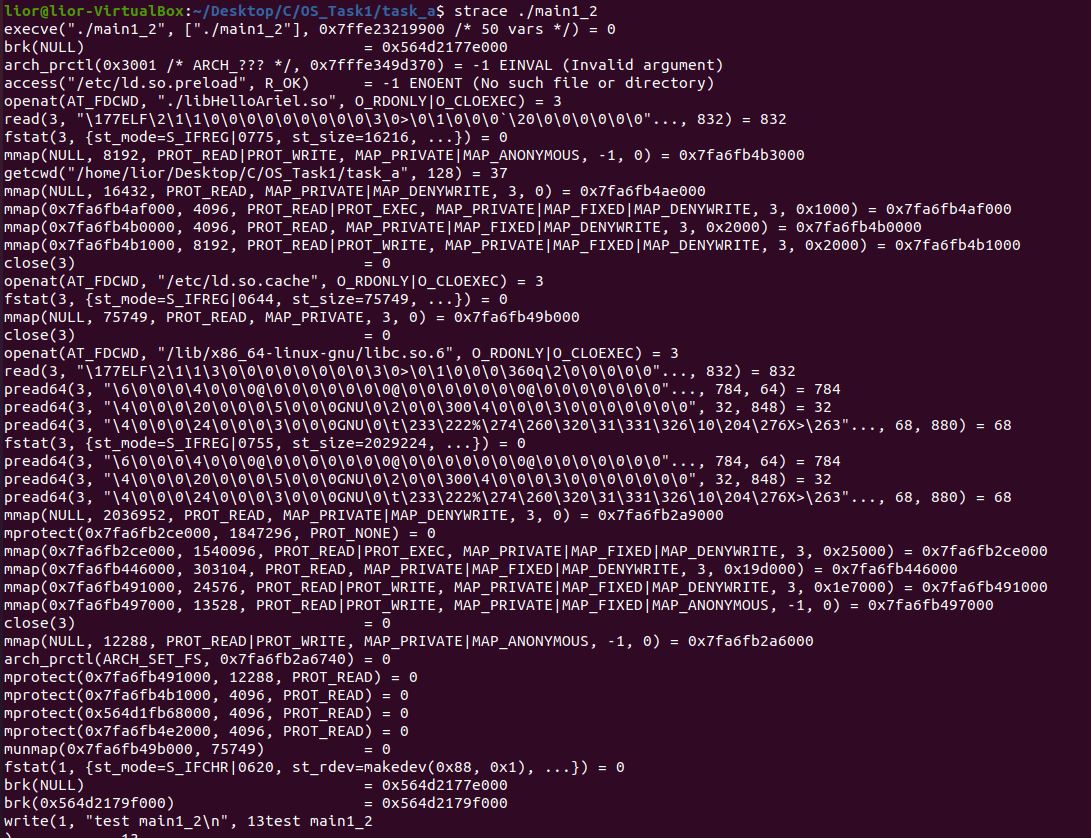 lior@lior-VirtualBox:~/Desktop/C/OS_Task1/task_a$ strace ./main1_2
execve("./main1_2", ["./main1_2"], 0x7ffe23219900 /* 50 vars */) = 0
brk(NULL)                               = 0x564d2177e000
arch_prctl(0x3001 /* ARCH_??? */, 0x7fffe349d370) = -1 EINVAL (Invalid argument)
access("/etc/ld.so.preload", R_OK)      = -1 ENOENT (No such file or directory)
openat(AT_FDCWD, "./libHelloAriel.so", O_RDONLY|O_CLOEXEC) = 3
read(3, "\177ELF\2\1\1\0\0\0\0\0\0\0\0\0\3\0>\0\1\0\0\0`\20\0\0\0\0\0\0"..., 832) = 832
fstat(3, {st_mode=S_IFREG|0775, st_size=16216, ...}) = 0
mmap(NULL, 8192, PROT_READ|PROT_WRITE, MAP_PRIVATE|MAP_ANONYMOUS, -1, 0) = 0x7fa6fb4b3000
getcwd("/home/lior/Desktop/C/OS_Task1/task_a", 128) = 37
mmap(NULL, 16432, PROT_READ, MAP_PRIVATE|MAP_DENYWRITE, 3, 0) = 0x7fa6fb4ae000
mmap(0x7fa6fb4af000, 4096, PROT_READ|PROT_EXEC, MAP_PRIVATE|MAP_FIXED|MAP_DENYWRITE, 3, 0x1000) = 0x7fa6fb4af000
mmap(0x7fa6fb4b0000, 4096, PROT_READ, MAP_PRIVATE|MAP_FIXED|MAP_DENYWRITE, 3, 0x2000) = 0x7fa6fb4b0000
mmap(0x7fa6fb4b1000, 8192, PROT_READ|PROT_WRITE, MAP_PRIVATE|MAP_FIXED|MAP_DENYWRITE, 3, 0x2000) = 0x7fa6fb4b1000
close(3)                                = 0
openat(AT_FDCWD, "/etc/ld.so.cache", O_RDONLY|O_CLOEXEC) = 3
fstat(3, {st_mode=S_IFREG|0644, st_size=75749, ...}) = 0
mmap(NULL, 75749, PROT_READ, MAP_PRIVATE, 3, 0) = 0x7fa6fb49b000
close(3)                                = 0
openat(AT_FDCWD, "/lib/x86_64-linux-gnu/libc.so.6", O_RDONLY|O_CLOEXEC) = 3
read(3, "\177ELF\2\1\1\3\0\0\0\0\0\0\0\0\3\0>\0\1\0\0\0\360q\2\0\0\0\0\0"..., 832) = 832
pread64(3, "\6\0\0\0\4\0\0\0@\0\0\0\0\0\0\0@\0\0\0\0\0\0\0@\0\0\0\0\0\0\0"..., 784, 64) = 784
pread64(3, "\4\0\0\0\20\0\0\0\5\0\0\0GNU\0\2\0\0\300\4\0\0\0\3\0\0\0\0\0\0\0", 32, 848) = 32
pread64(3, "\4\0\0\0\24\0\0\0\3\0\0\0GNU\0\t\233\222%\274\260\320\31\331\326\10\204\276X>\263"..., 68, 880) = 68
fstat(3, {st_mode=S_IFREG|0755, st_size=2029224, ...}) = 0
pread64(3, "\6\0\0\0\4\0\0\0@\0\0\0\0\0\0\0@\0\0\0\0\0\0\0@\0\0\0\0\0\0\0"..., 784, 64) = 784
pread64(3, "\4\0\0\0\20\0\0\0\5\0\0\0GNU\0\2\0\0\300\4\0\0\0\3\0\0\0\0\0\0\0", 32, 848) = 32
pread64(3, "\4\0\0\0\24\0\0\0\3\0\0\0GNU\0\t\233\222%\274\260\320\31\331\326\10\204\276X>\263"..., 68, 880) = 68
mmap(NULL, 2036952, PROT_READ, MAP_PRIVATE|MAP_DENYWRITE, 3, 0) = 0x7fa6fb2a9000
mprotect(0x7fa6fb2ce000, 1847296, PROT_NONE) = 0
mmap(0x7fa6fb2ce000, 1540096, PROT_READ|PROT_EXEC, MAP_PRIVATE|MAP_FIXED|MAP_DENYWRITE, 3, 0x25000) = 0x7fa6fb2ce000
mmap(0x7fa6fb446000, 303104, PROT_READ, MAP_PRIVATE|MAP_FIXED|MAP_DENYWRITE, 3, 0x19d000) = 0x7fa6fb446000
mmap(0x7fa6fb491000, 24576, PROT_READ|PROT_WRITE, MAP_PRIVATE|MAP_FIXED|MAP_DENYWRITE, 3, 0x1e7000) = 0x7fa6fb491000
mmap(0x7fa6fb497000, 13528, PROT_READ|PROT_WRITE, MAP_PRIVATE|MAP_FIXED|MAP_ANONYMOUS, -1, 0) = 0x7fa6fb497000
close(3)                                = 0
mmap(NULL, 12288, PROT_READ|PROT_WRITE, MAP_PRIVATE|MAP_ANONYMOUS, -1, 0) = 0x7fa6fb2a6000
arch_prctl(ARCH_SET_FS, 0x7fa6fb2a6740) = 0
mprotect(0x7fa6fb491000, 12288, PROT_READ) = 0
mprotect(0x7fa6fb4b1000, 4096, PROT_READ) = 0
mprotect(0x564d1fb68000, 4096, PROT_READ) = 0
mprotect(0x7fa6fb4e2000, 4096, PROT_READ) = 0
munmap(0x7fa6fb49b000, 75749)           = 0
fstat(1, {st_mode=S_IFCHR|0620, st_rdev=makedev(0x88, 0x1), ...}) = 0
brk(NULL)                               = 0x564d2177e000
brk(0x564d2179f000)                     = 0x564d2179f000
write(1, "test main1_2\n", 13test main1_2